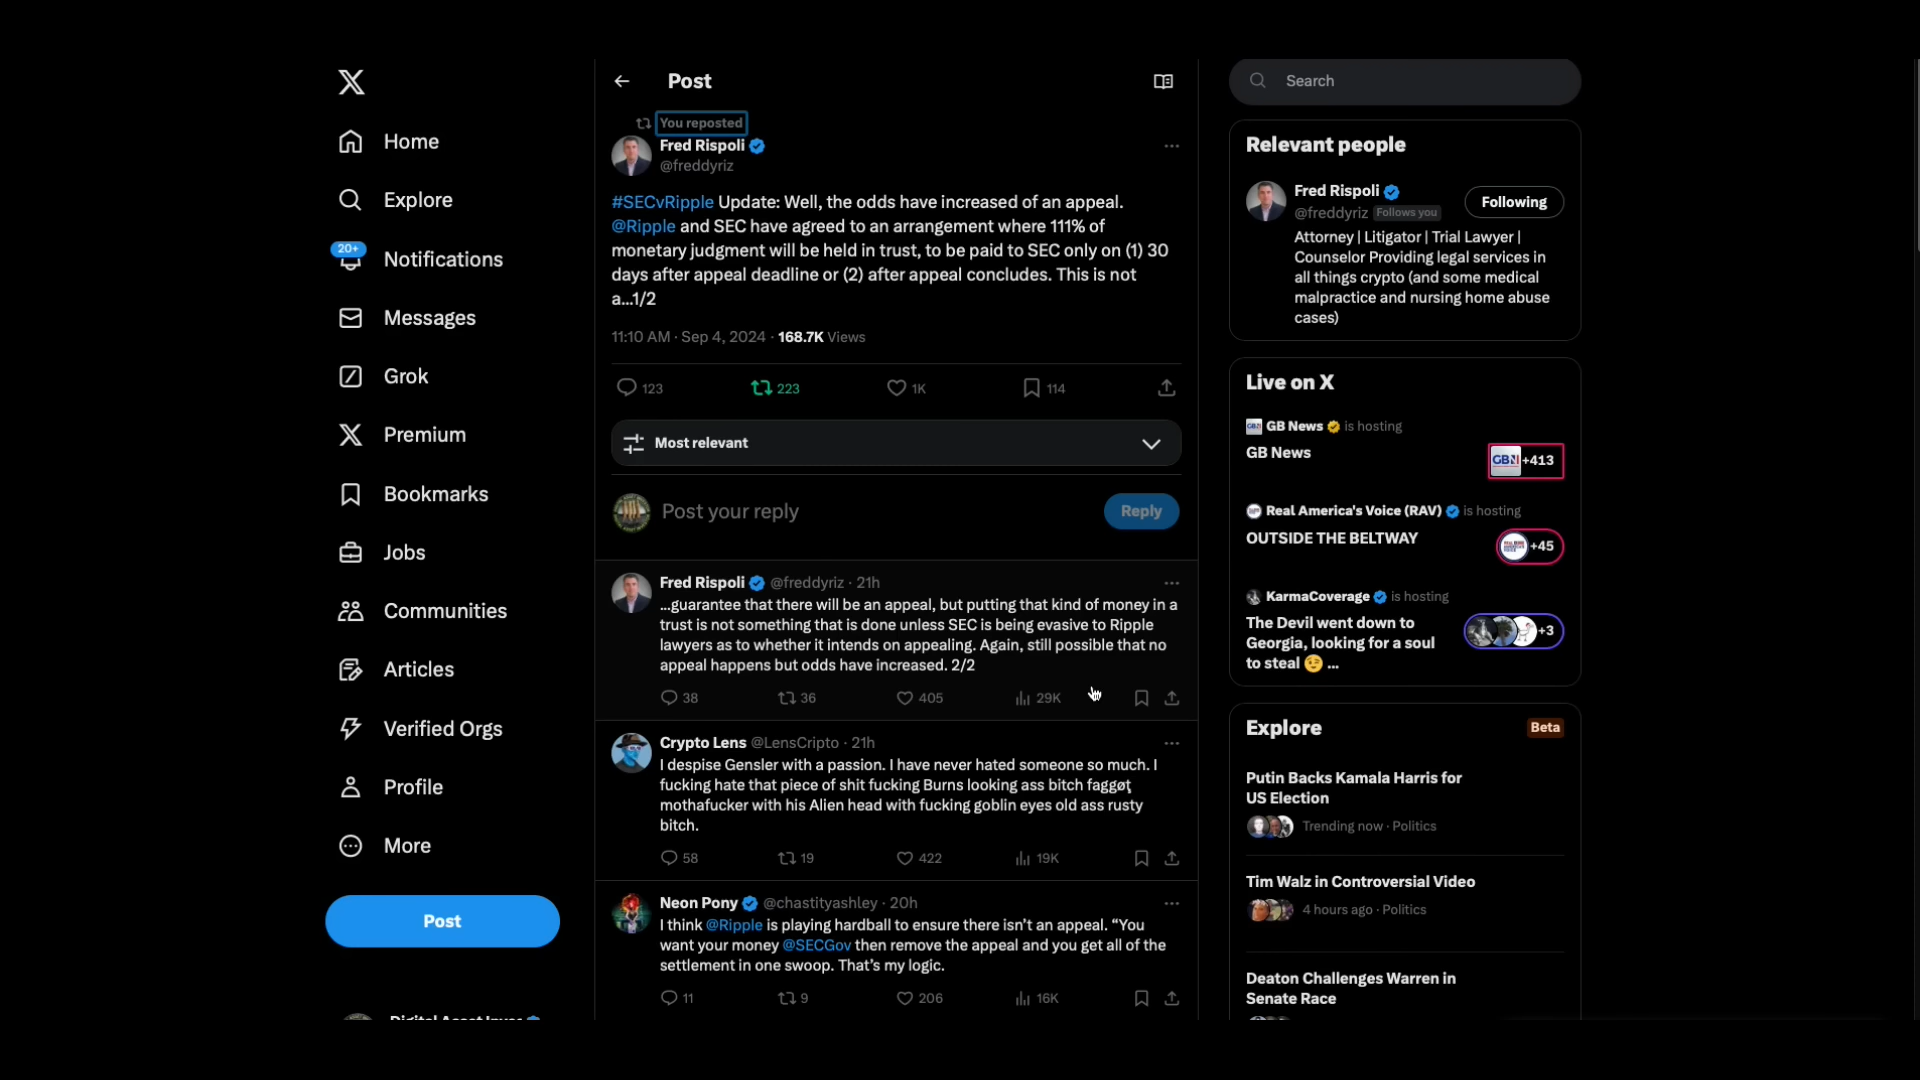 Home
Explore
20+
Notifications
Messages
Grok
Premium
Bookmarks
Jobs
Communities
Articles
Verified Orgs
Profile
More
Post
Post
You reposted
Fred Rispoli
@freddyriz
#SECvRipple Update: Well, the odds have increased of an appeal.
@Ripple and SEC have agreed to an arrangement where 111% of
monetary judgment will be held in trust, to be paid to SEC only on (1) 30
days after appeal deadline or (2) after appeal concludes. This is not
a...1/2
11:10 AM · Sep 4, 2024 · 168.7K Views
123 223 1K 114
Most relevant
Post your reply
Reply
Fred Rispoli @freddyriz · 21h
...guarantee that there will be an appeal, but putting that kind of money in a
trust is not something that is done unless SEC is being evasive to Ripple
lawyers as to whether it intends on appealing. Again, still possible that no
appeal happens but odds have increased. 2/2
38 36 405 29K
Crypto Lens @LensCripto · 21h
I despise Gensler with a passion. I have never hated someone so much. I
fucking hate that piece of shit fucking Burns looking ass bitch faggøţ
mothafucker with his Alien head with fucking goblin eyes old ass rusty
bitch.
58 19 422 19K
Neon Pony @chastityashley · 20h
I think @Ripple is playing hardball to ensure there isn't an appeal. “You
want your money @SECGov then remove the appeal and you get all of the
settlement in one swoop. That's my logic.
11 9 206 16K
Search
Relevant people
Fred Rispoli
@freddyriz Follows you
Following
Attorney | Litigator | Trial Lawyer |
Counselor Providing legal services in
all things crypto (and some medical
malpractice and nursing home abuse
cases)
Live on X
GB News is hosting
GB News
GBN +413
Real America's Voice (RAV) is hosting
OUTSIDE THE BELTWAY
+45
KarmaCoverage is hosting
The Devil went down to
Georgia, looking for a soul
to steal 😉 ...
+3
Explore
Beta
Putin Backs Kamala Harris for
US Election
Trending now · Politics
Tim Walz in Controversial Video
4 hours ago · Politics
Deaton Challenges Warren in
Senate Race